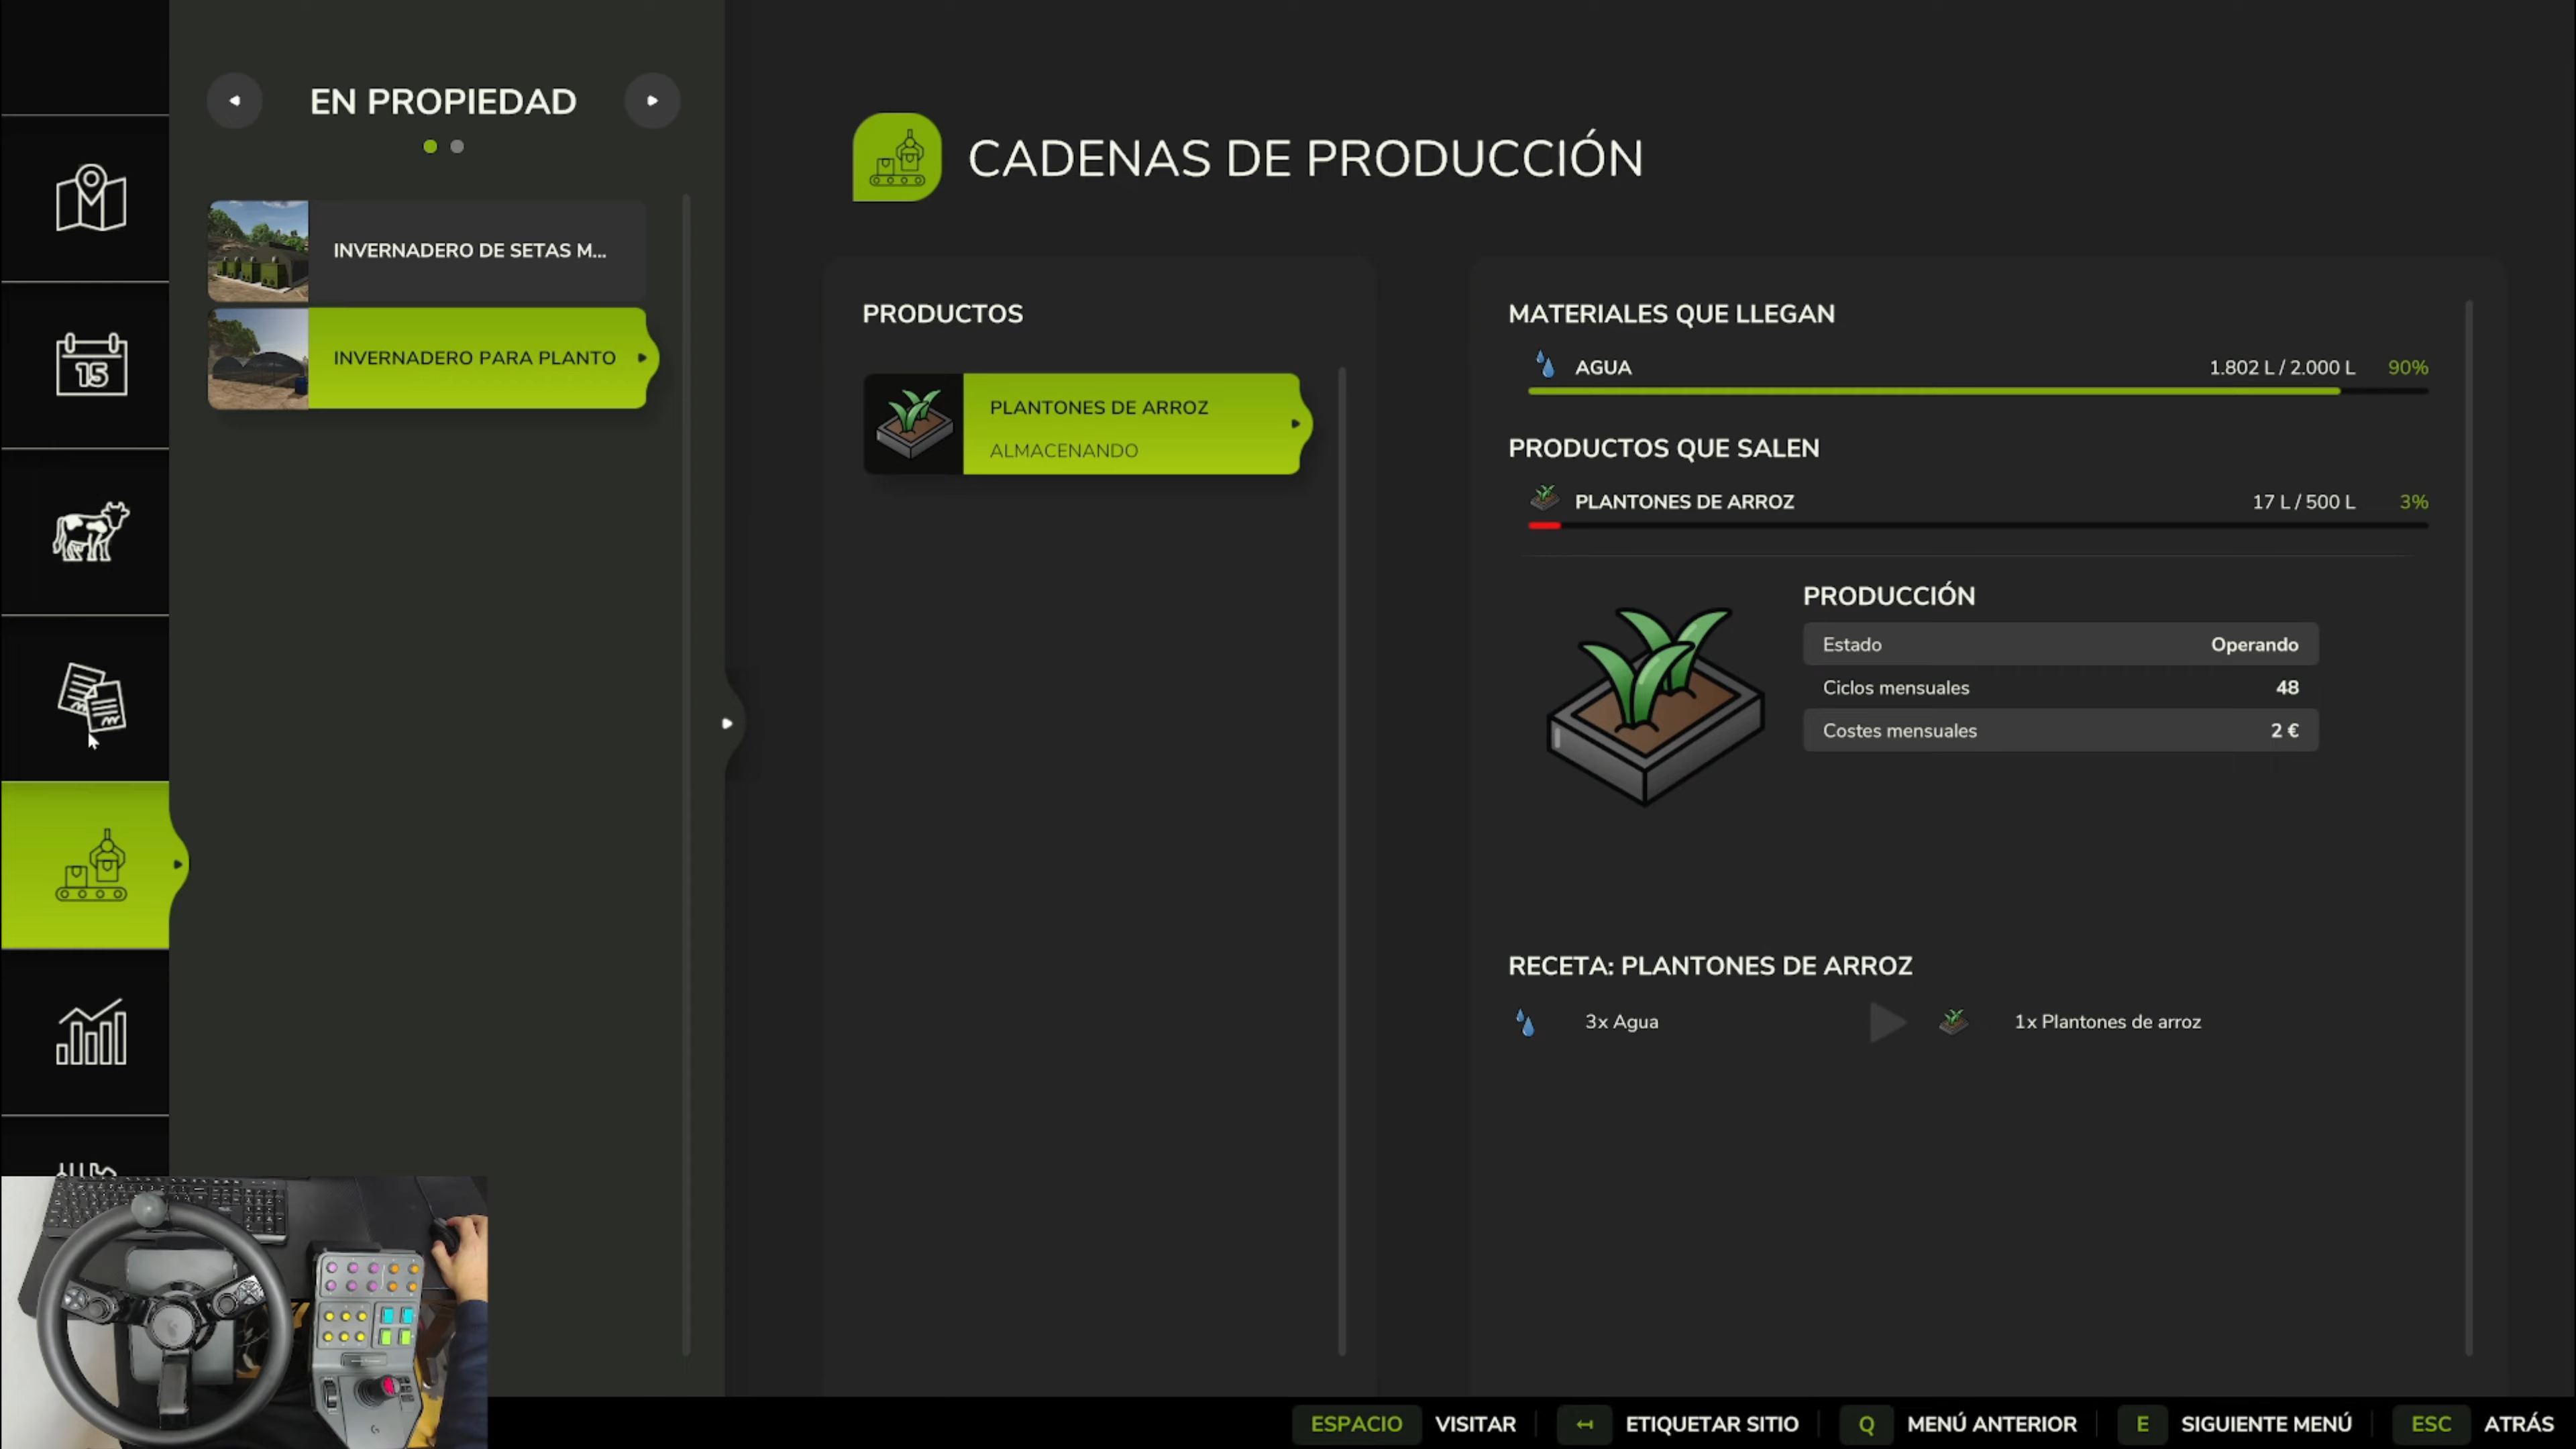 EN PROPIEDAD
INVERNADERO DE SETAS M...
INVERNADERO PARA PLANTO
15
CADENAS DE PRODUCCIÓN
PRODUCTOS
PLANTONES DE ARROZ
ALMACENANDO
MATERIALES QUE LLEGAN
AGUA 1.802 L / 2.000 L 90%
PRODUCTOS QUE SALEN
PLANTONES DE ARROZ 17 L / 500 L 3%
PRODUCCIÓN
Estado Operando
Ciclos mensuales 48
Costes mensuales 2 €
RECETA: PLANTONES DE ARROZ
3x Agua 1x Plantones de arroz
ESPACIO VISITAR ETIQUETAR SITIO Q MENÚ ANTERIOR E SIGUIENTE MENÚ ESC ATRÁS